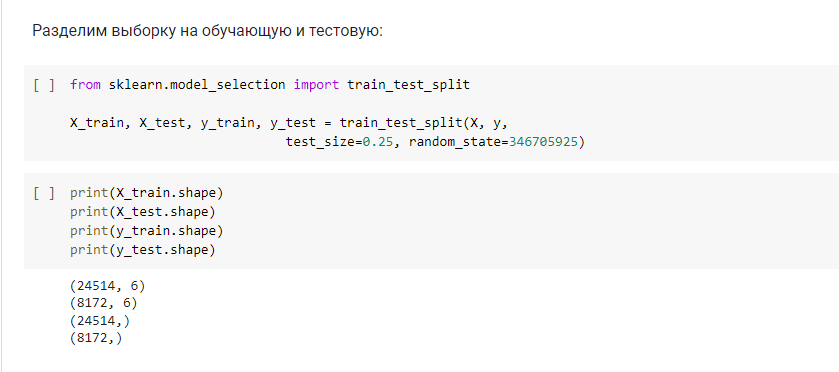 Разделим выборку на обучающую и тестовую:
[ ] from sklearn.model_selection import train_test_split
X_train, X_test, y_train, y_test = train_test_split(X, y,
test_size=0.25, random_state=346705925)
[ ] print(X_train.shape)
print(X_test.shape)
print(y_train.shape)
print(y_test.shape)
(24514, 6)
(8172, 6)
(24514,)
(8172,)